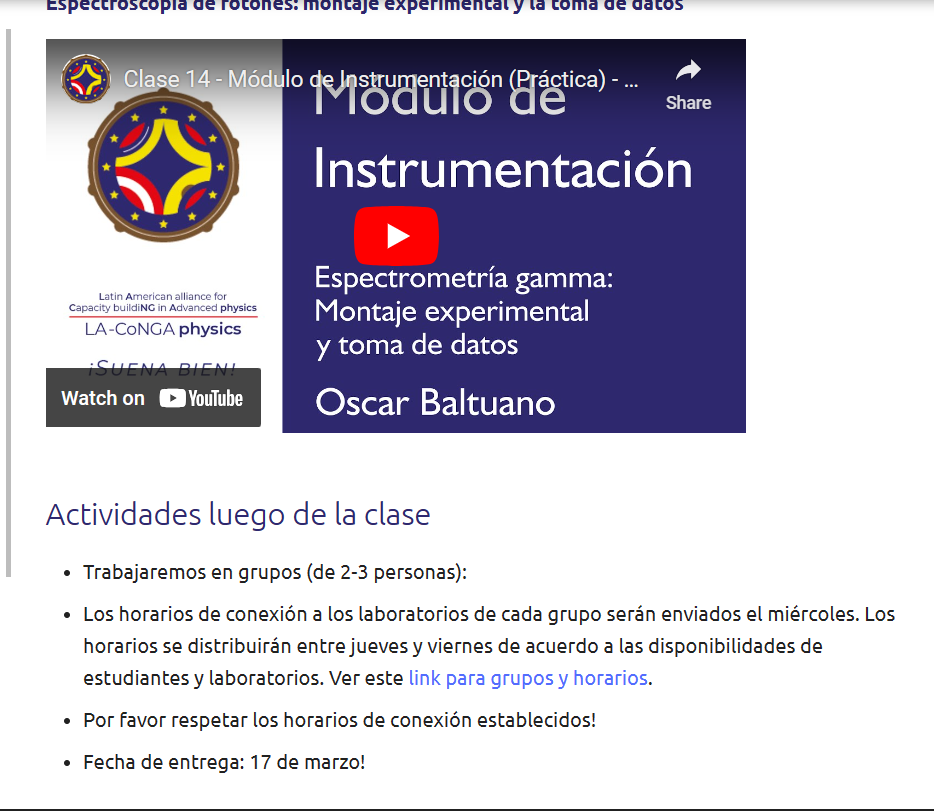 Espectroscopía de fotones: montaje experimental y la toma de datos
Clase 14 - Módulo de Instrumentación (Práctica) - ...
Share
Módulo de
Instrumentación
Espectrometría gamma:
Montaje experimental
y toma de datos
Oscar Baltuano
Latin American alliance for
Capacity buildiNG in Advanced physics
LA-CoNGA physics
¡SUENA BIEN!
Watch on YouTube
Actividades luego de la clase
• Trabajaremos en grupos (de 2-3 personas):
• Los horarios de conexión a los laboratorios de cada grupo serán enviados el miércoles. Los
horarios se distribuirán entre jueves y viernes de acuerdo a las disponibilidades de
estudiantes y laboratorios. Ver este link para grupos y horarios.
• Por favor respetar los horarios de conexión establecidos!
• Fecha de entrega: 17 de marzo!